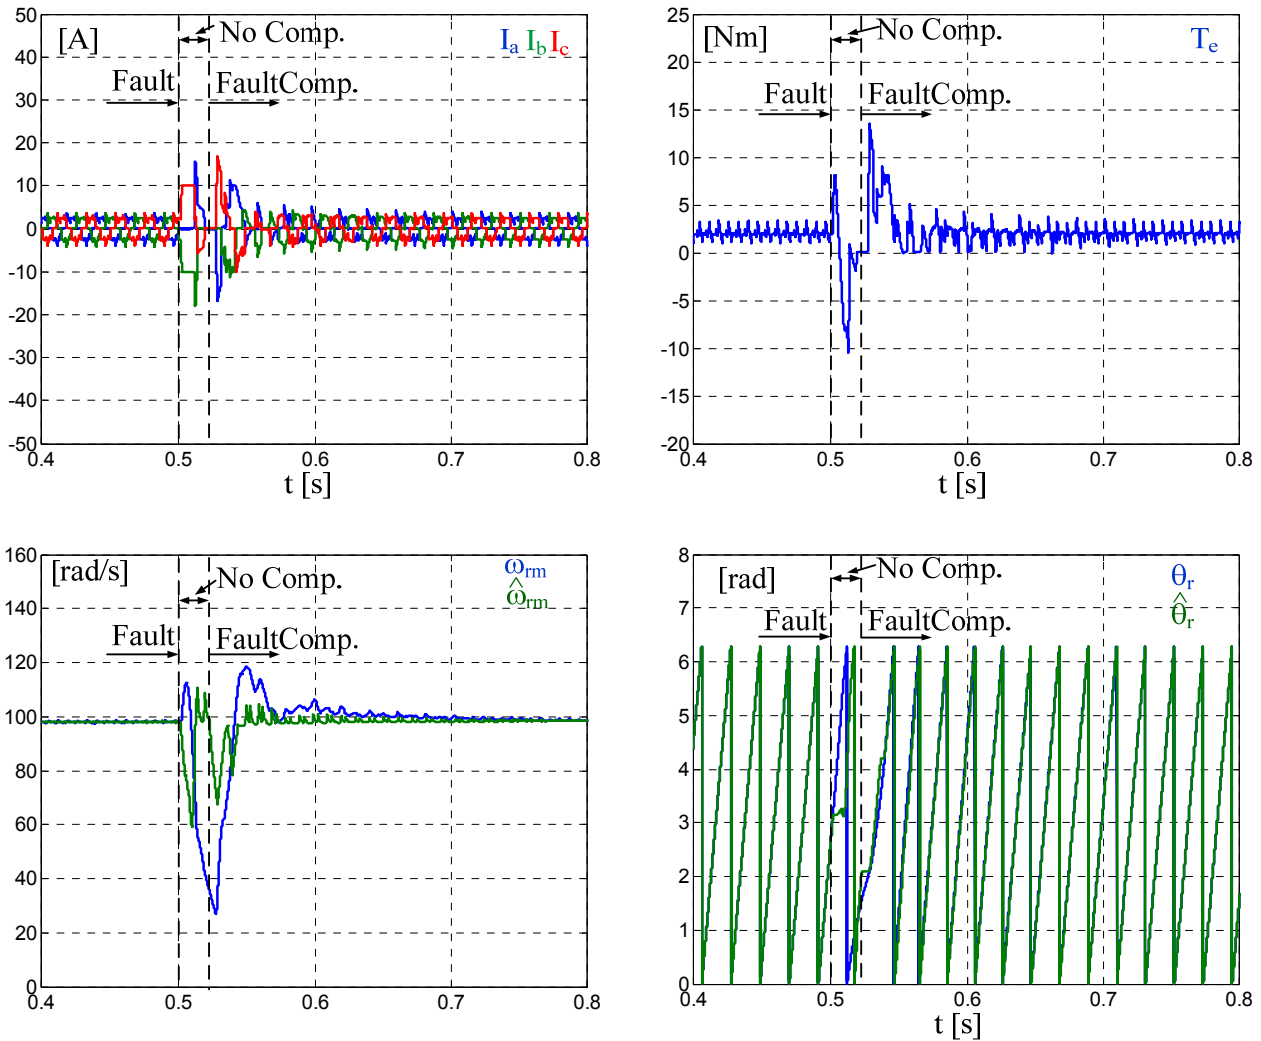 50
[A]
No Comp.
Ia Ib Ic
40
Fault
FaultComp.
30
20
10
0
-10
-20
-30
-40
-50
0.4 0.5 0.6 0.7 0.8
t [s]
25
[Nm]
No Comp.
Te
20
Fault
FaultComp.
15
10
5
0
-5
-10
-15
-20
0.4 0.5 0.6 0.7 0.8
t [s]
160
[rad/s]
No Comp.
ωrm
ω̂rm
140
Fault
FaultComp.
120
100
80
60
40
20
0
0.4 0.5 0.6 0.7 0.8
8
[rad]
No Comp.
θr
θ̂r
7
Fault
FaultComp.
6
5
4
3
2
1
0
0.4 0.5 0.6 0.7 0.8
t [s]